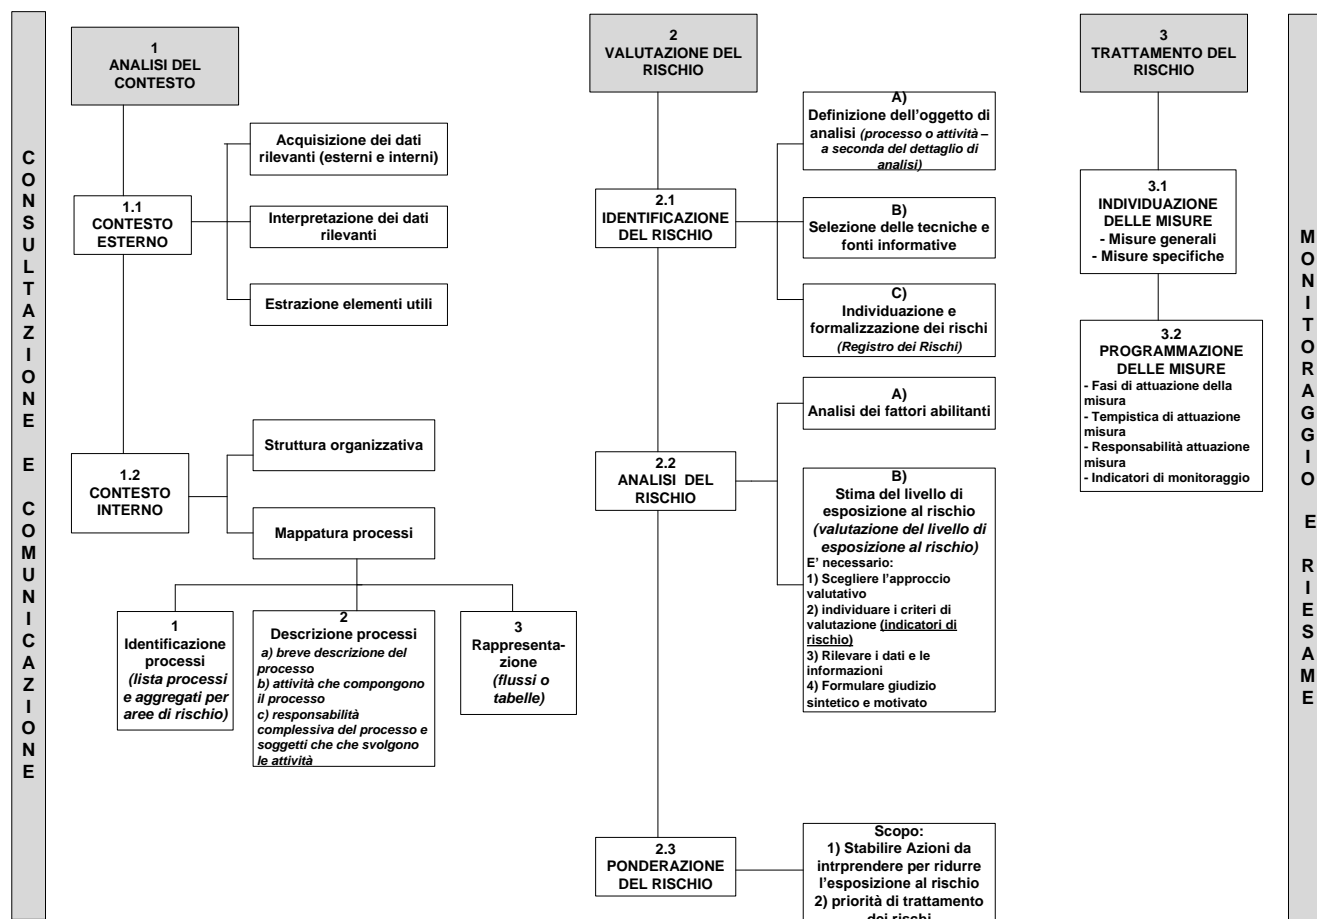 CONSULTAZIONE E COMUNICAZIONE
1
ANALISI DEL
CONTESTO
1.1
CONTESTO
ESTERNO
Acquisizione dei dati
rilevanti (esterni e interni)
Interpretazione dei dati
rilevanti
Estrazione elementi utili
1.2
CONTESTO
INTERNO
Struttura organizzativa
Mappatura processi
1
Identificazione
processi
(lista processi
e aggregati per
aree di rischio)
2
Descrizione processi
a) breve descrizione del
processo
b) attività che compongono
il processo
c) responsabilità
complessiva del processo e
soggetti che che svolgono
le attività
3
Rappresenta-
zione
(flussi o
tabelle)
2
VALUTAZIONE DEL
RISCHIO
2.1
IDENTIFICAZIONE
DEL RISCHIO
A)
Definizione dell’oggetto di
analisi (processo o attività –
a seconda del dettaglio di
analisi)
B)
Selezione delle tecniche e
fonti informative
C)
Individuazione e
formalizzazione dei rischi
(Registro dei Rischi)
2.2
ANALISI DEL
RISCHIO
A)
Analisi dei fattori abilitanti
B)
Stima del livello di
esposizione al rischio
(valutazione del livello di
esposizione al rischio)
E’ necessario:
1) Scegliere l’approccio
valutativo
2) individuare i criteri di
valutazione (indicatori di
rischio)
3) Rilevare i dati e le
informazioni
4) Formulare giudizio
sintetico e motivato
2.3
PONDERAZIONE
DEL RISCHIO
Scopo:
1) Stabilire Azioni da
intrprendere per ridurre
l’esposizione al rischio
2) priorità di trattamento
dei rischi
3
TRATTAMENTO DEL
RISCHIO
3.1
INDIVIDUAZIONE
DELLE MISURE
- Misure generali
- Misure specifiche
3.2
PROGRAMMAZIONE
DELLE MISURE
- Fasi di attuazione della
misura
- Tempistica di attuazione
misura
- Responsabilità attuazione
misura
- Indicatori di monitoraggio
MONITORAGGIO E RIESAME